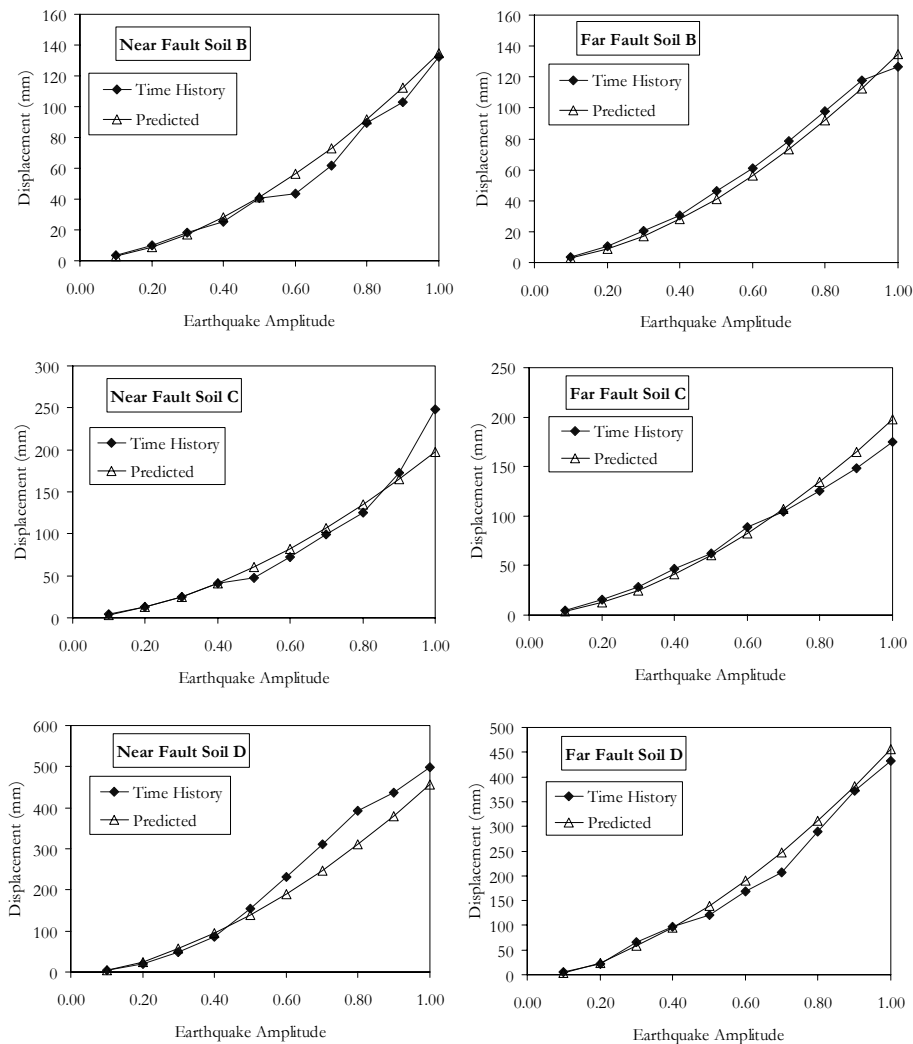 Near Fault Soil B
Time History
Predicted
Displacement (mm)
160
140
120
100
80
60
40
20
0
0.00 0.20 0.40 0.60 0.80 1.00
Earthquake Amplitude
Far Fault Soil B
Time History
Predicted
Displacement (mm)
160
140
120
100
80
60
40
20
0
0.00 0.20 0.40 0.60 0.80 1.00
Earthquake Amplitude
Near Fault Soil C
Time History
Predicted
Displacement (mm)
300
250
200
150
100
50
0
0.00 0.20 0.40 0.60 0.80 1.00
Earthquake Amplitude
Far Fault Soil C
Time History
Predicted
Displacement (mm)
250
200
150
100
50
0
0.00 0.20 0.40 0.60 0.80 1.00
Earthquake Amplitude
Near Fault Soil D
Time History
Predicted
Displacement (mm)
600
500
400
300
200
100
0
0.00 0.20 0.40 0.60 0.80 1.00
Earthquake Amplitude
Far Fault Soil D
Time History
Predicted
Displacement (mm)
500
450
400
350
300
250
200
150
100
50
0
0.00 0.20 0.40 0.60 0.80 1.00
Earthquake Amplitude